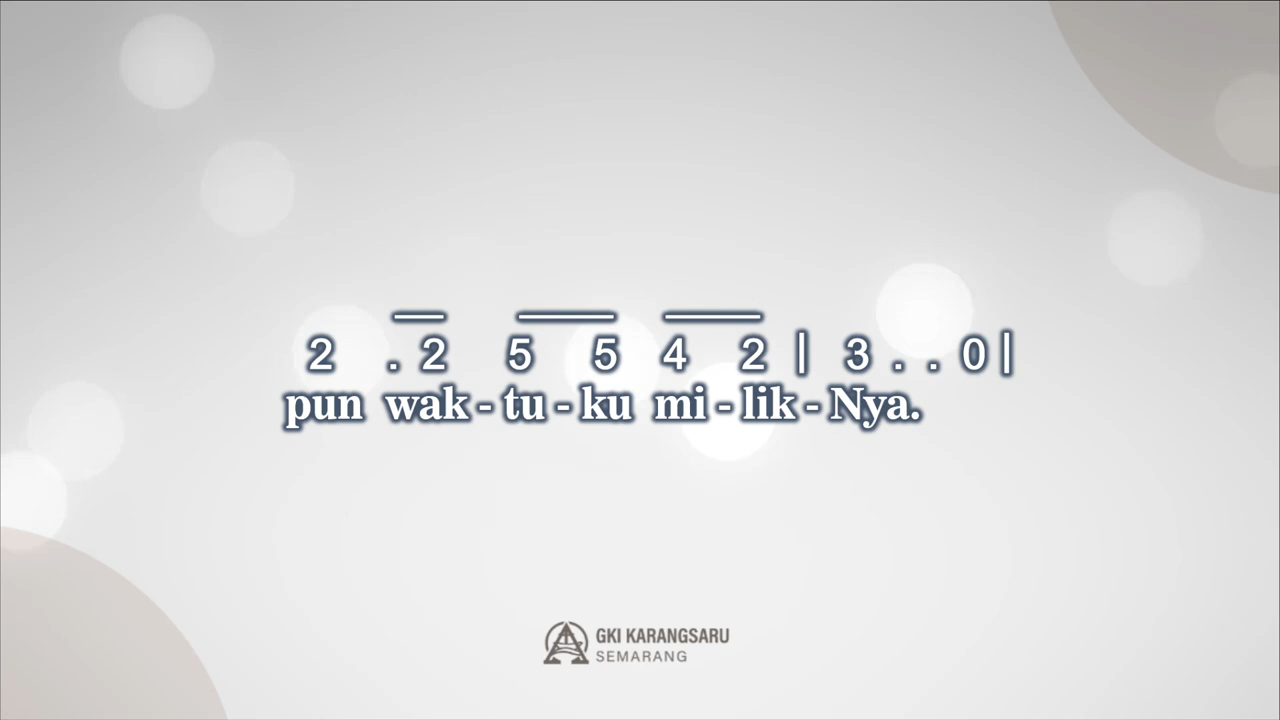 2 . 2 5 5 4 2 | 3 . . 0 |
pun wak - tu - ku mi - lik - Nya.
GKI KARANGSARU
SEMARANG